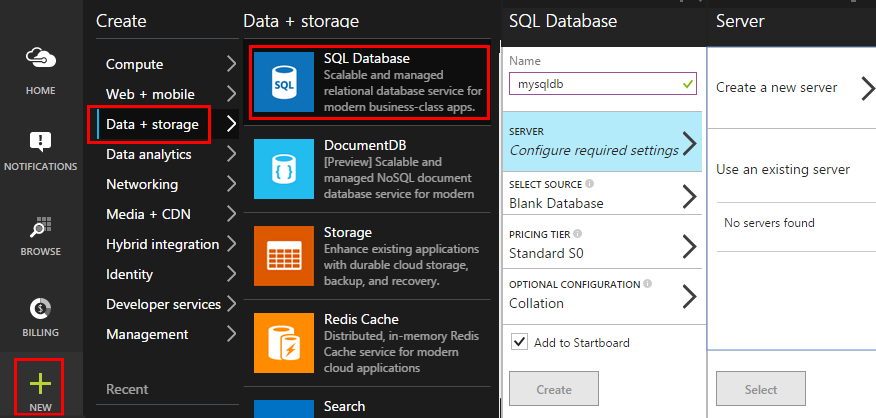 HOME
NOTIFICATIONS
BROWSE
BILLING
NEW
Create
Compute
Web + mobile
Data + storage
Data analytics
Networking
Media + CDN
Hybrid integration
Identity
Developer services
Management
Recent
Data + storage
SQL
SQL Database
Scalable and managed
relational database service for
modern business-class apps.
DocumentDB
[Preview] Scalable and
managed NoSQL document
database service for modern
Storage
Enhance existing applications
with durable cloud storage,
backup, and recovery.
Redis Cache
Distributed, in-memory Redis
Cache service for modern
cloud applications
Search
SQL Database
Name
mysqldb
SERVER
Configure required settings
SELECT SOURCE
Blank Database
PRICING TIER
Standard S0
OPTIONAL CONFIGURATION
Collation
Add to Startboard
Create
Server
Create a new server
Use an existing server
No servers found
Select